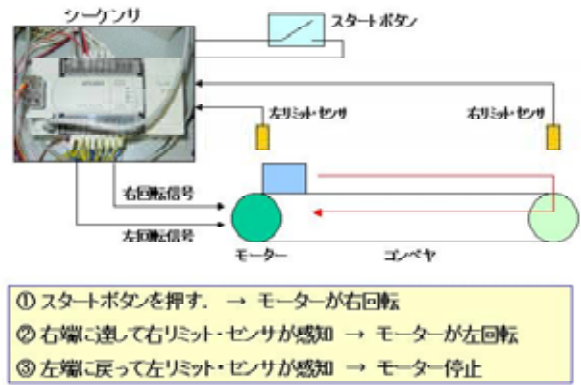 シーケンサ
スタートボタン
左リミット・センサ
右リミット・センサ
右回転信号
左回転信号
モーター
コンベヤ
① スタートボタンを押す. → モーターが右回転
② 右端に達して右リミット・センサが感知 → モーターが左回転
③ 左端に戻って左リミット・センサが感知 → モーター停止